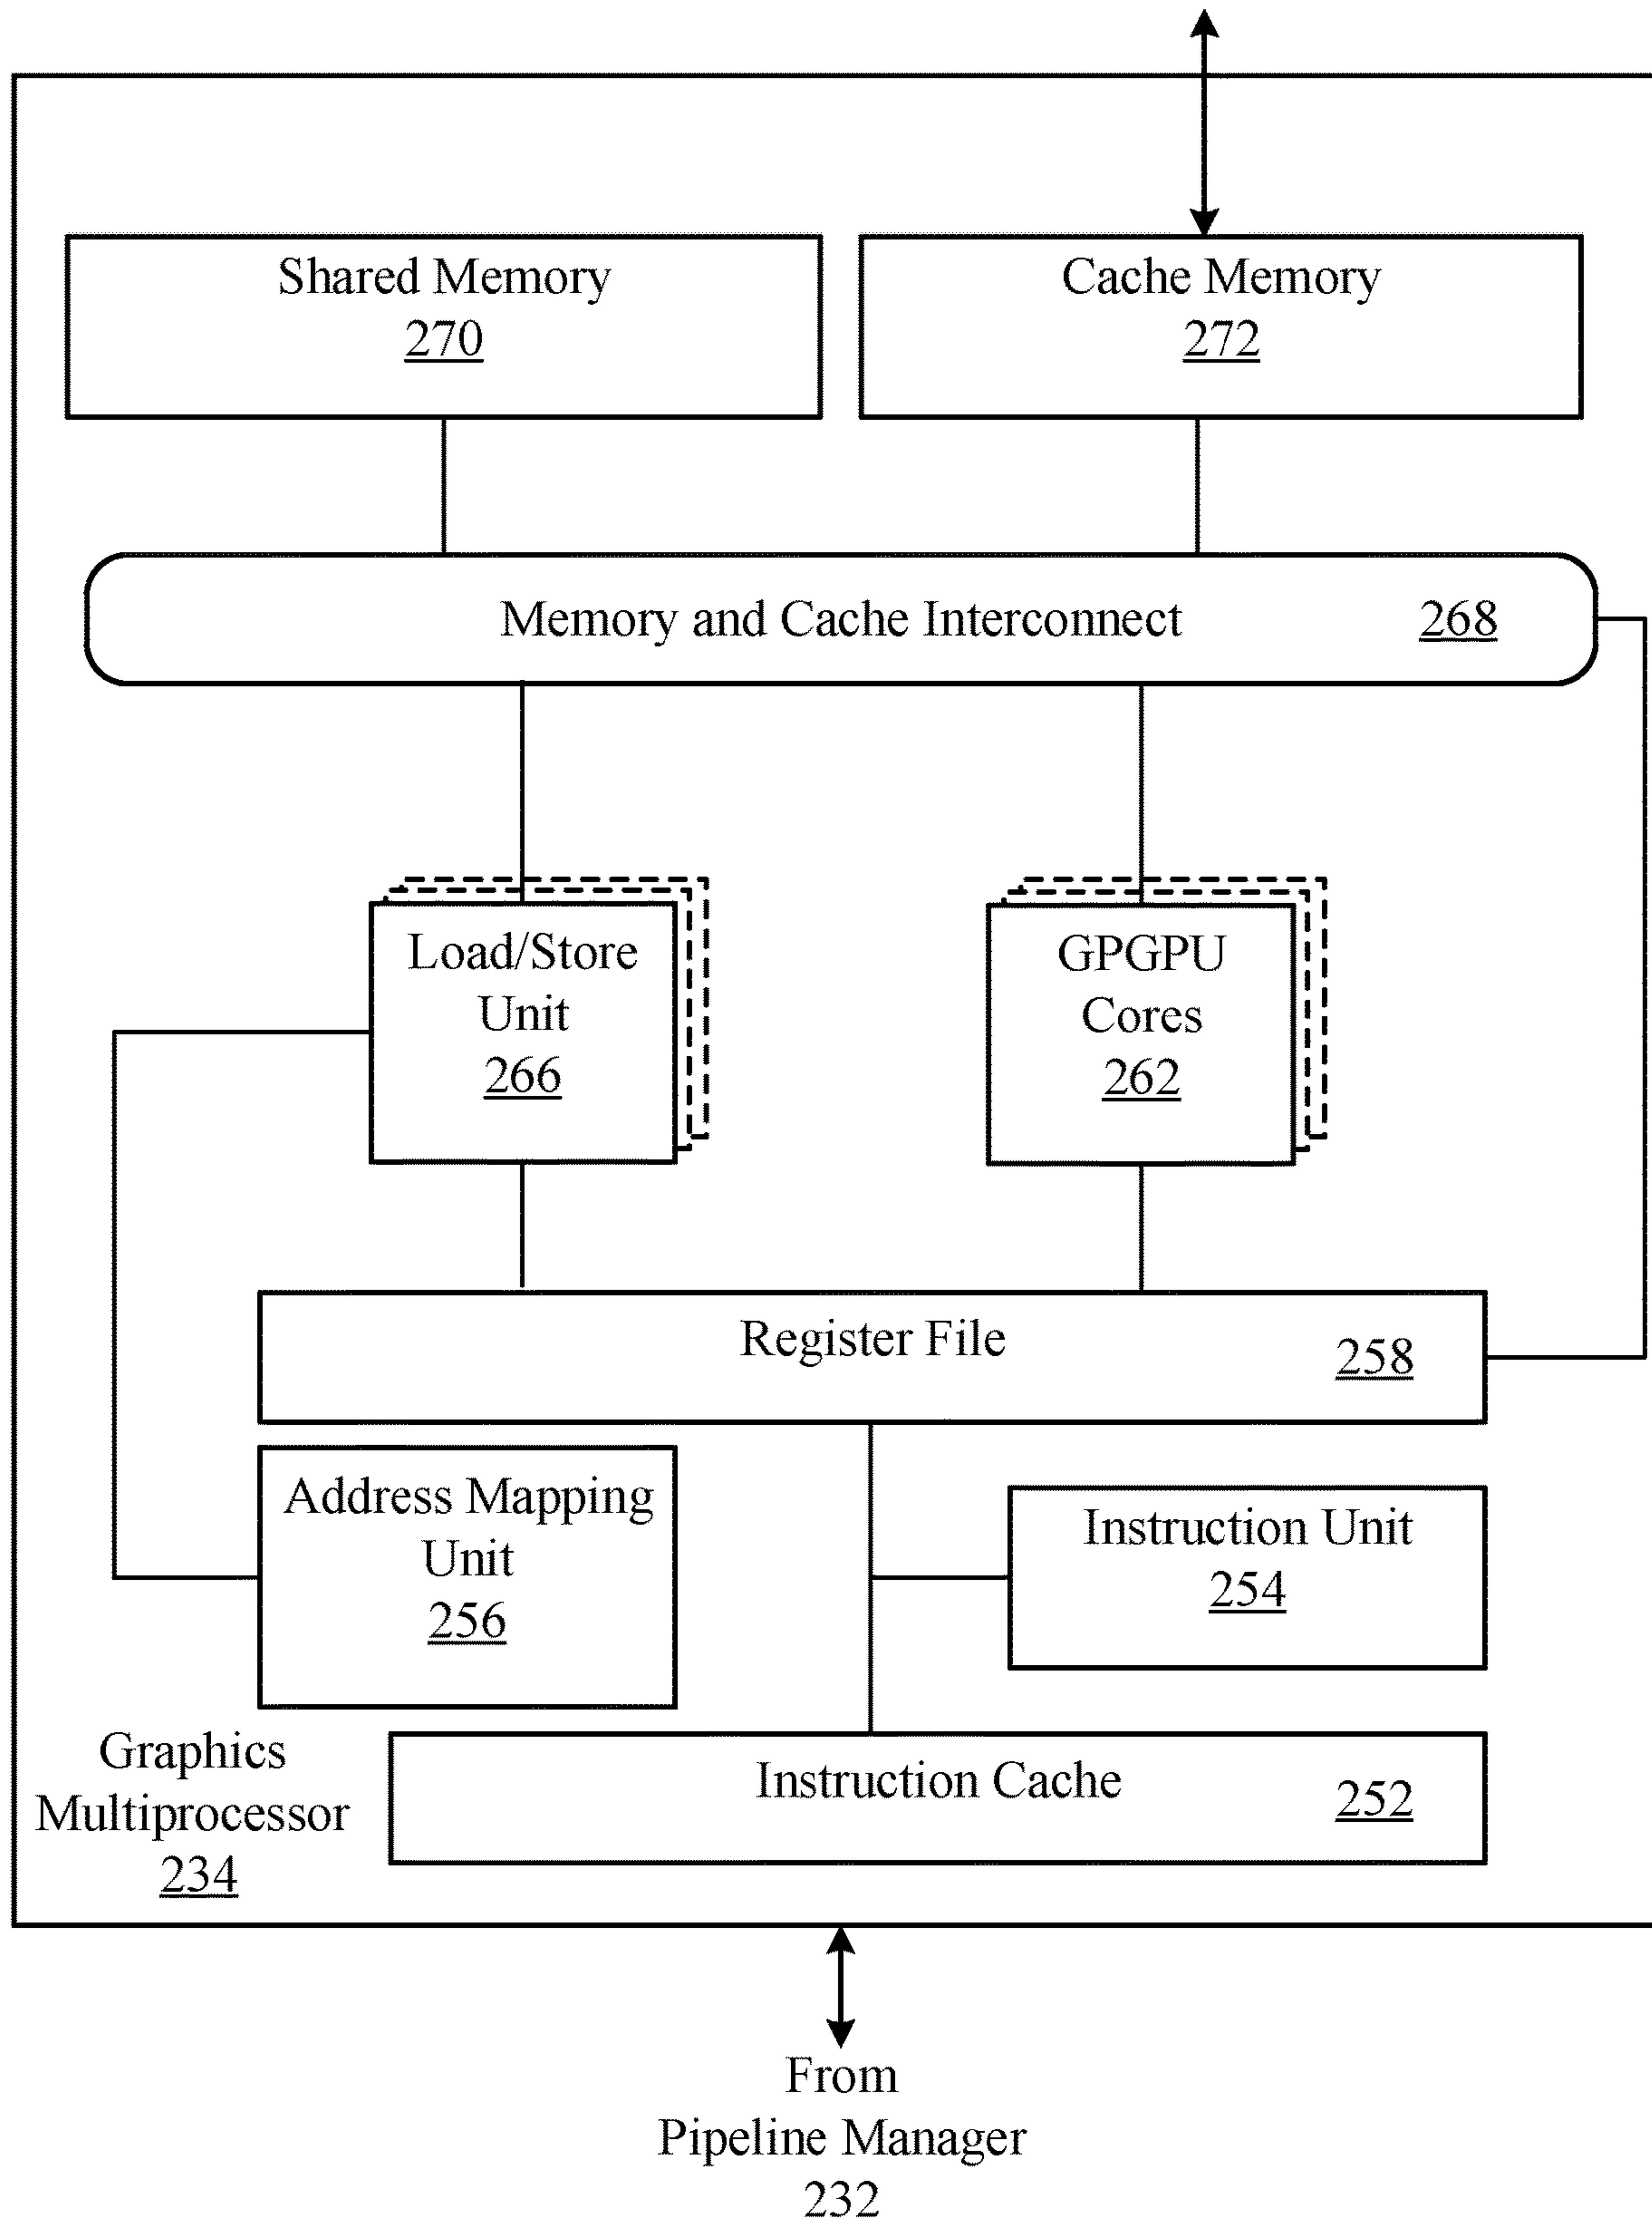 Shared Memory
270
Cache Memory
272
Memory and Cache Interconnect 268
Load/Store
Unit
266
GPGPU
Cores
262
Register File 258
Address Mapping
Unit
256
Instruction Unit
254
Graphics
Multiprocessor
234
Instruction Cache 252
From
Pipeline Manager
232